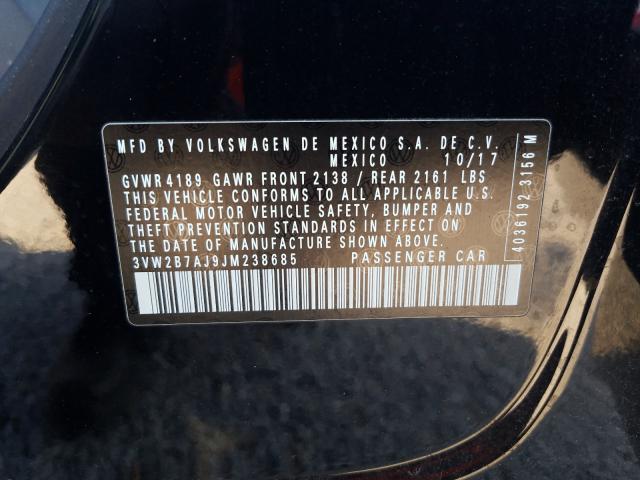 MFD BY VOLKSWAGEN DE MEXICO S.A. DE C.V.
MEXICO 10/17
GVWR 4189 GAWR FRONT 2138 / REAR 2161 LBS
THIS VEHICLE CONFORMS TO ALL APPLICABLE U.S.
FEDERAL MOTOR VEHICLE SAFETY, BUMPER AND
THEFT PREVENTION STANDARDS IN EFFECT ON
THE DATE OF MANUFACTURE SHOWN ABOVE.
3VW2B7AJ9JM238685 PASSENGER CAR
4036192 3156 M